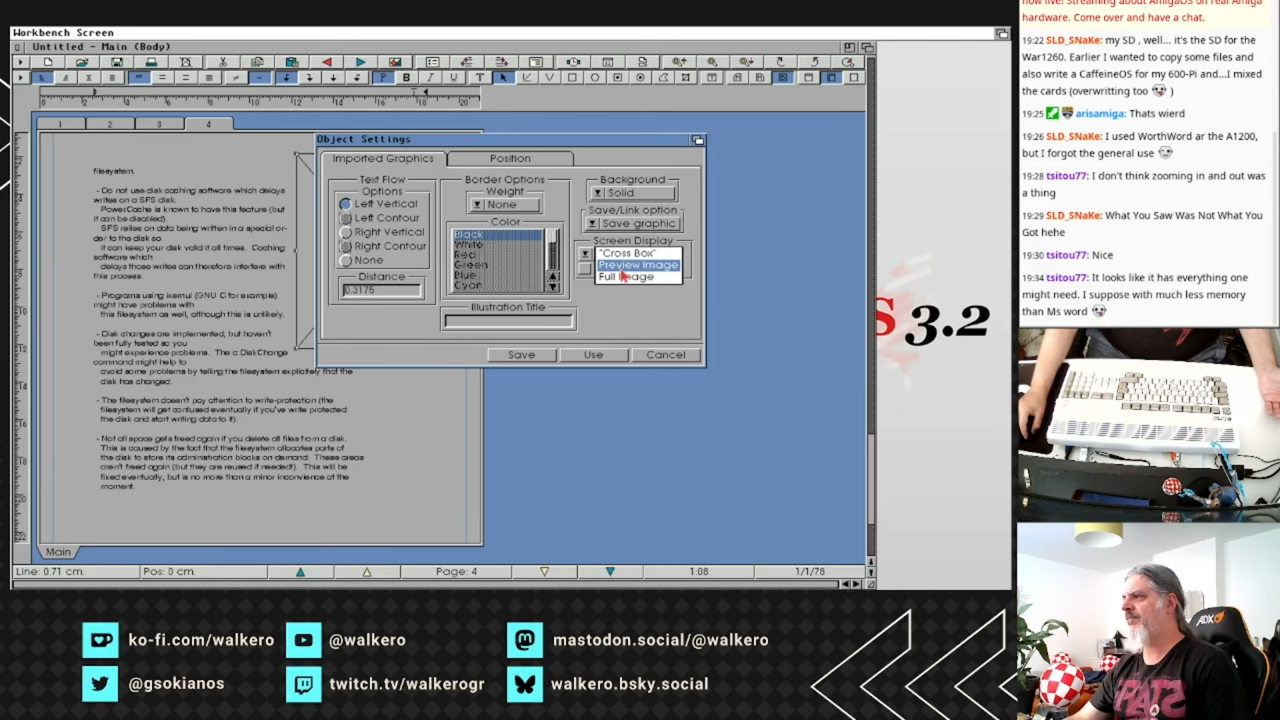 Workbench Screen
Untitled - Main (Body)
0 2 4 6 8 10 12 14 16 18 20
1 2 3 4
filesystem.
- Do not use disk caching software which delays
writes on a SFS disk.
PowerCache is known to have this feature (but
it can be disabled).
SFS relies on data being written in a special or-
der to the disk so
it can keep your disk valid it all times. Caching
software which
delays those writes can therefore interfere with
this process.
- Programs using ixemul (GNU C for example)
might have problems with
this filesystem as well, although this is unlikely.
- Disk changes are implemented, but haven't
been fully tested so you
might experience problems. The a DiskChange
command might help to
avoid some problems by telling the filesystem explicitely that the
disk has changed.
- The filesystem doesn't pay attention to write-protection (the
filesystem will get confused eventually if you've write protected
the disk and start writing data to it).
- Not all space gets freed again if you delete all files from a disk.
This is caused by the fact that the filesystem allocates parts of
the disk to store its administration blocks on demand. These areas
aren't freed again (but they are reused if needed!). This will be
fixed eventually, but is no more than a minor inconvience at the
moment.
Main
Line: 0.71 cm. Pos: 0 cm. Page: 4 1:08 1/1/78
Object Settings
Imported Graphics Position
Text Flow
Options
Left Vertical
Left Contour
Right Vertical
Right Contour
None
Distance
0.3175
Border Options
Weight
None
Color
Black
White
Red
Green
Blue
Cyan
Illustration Title
Background
Solid
Save/Link option
Save graphic
Screen Display
"Cross Box"
Preview Image
Full Image
Save Use Cancel
S 3.2
now live! Streaming about AmigaOS on real Amiga
hardware. Come over and have a chat.
19:22 SLD_SNaKe: my SD , well... it's the SD for the
War1260. Earlier I wanted to copy some files and
also write a CaffeineOS for my 600-Pi and...I mixed
the cards (overwritting too )
19:25 arisamiga: Thats wierd
19:26 SLD_SNaKe: I used WorthWord ar the A1200,
but I forgot the general use
19:28 tsitou77: I don't think zooming in and out was
a thing
19:29 SLD_SNaKe: What You Saw Was Not What You
Got hehe
19:30 tsitou77: Nice
19:34 tsitou77: It looks like it has everything one
might need. I suppose with much less memory
than Ms word
ADX
ko-fi.com/walkero
@walkero
mastodon.social/@walkero
@gsokianos
twitch.tv/walkerogr
walkero.bsky.social